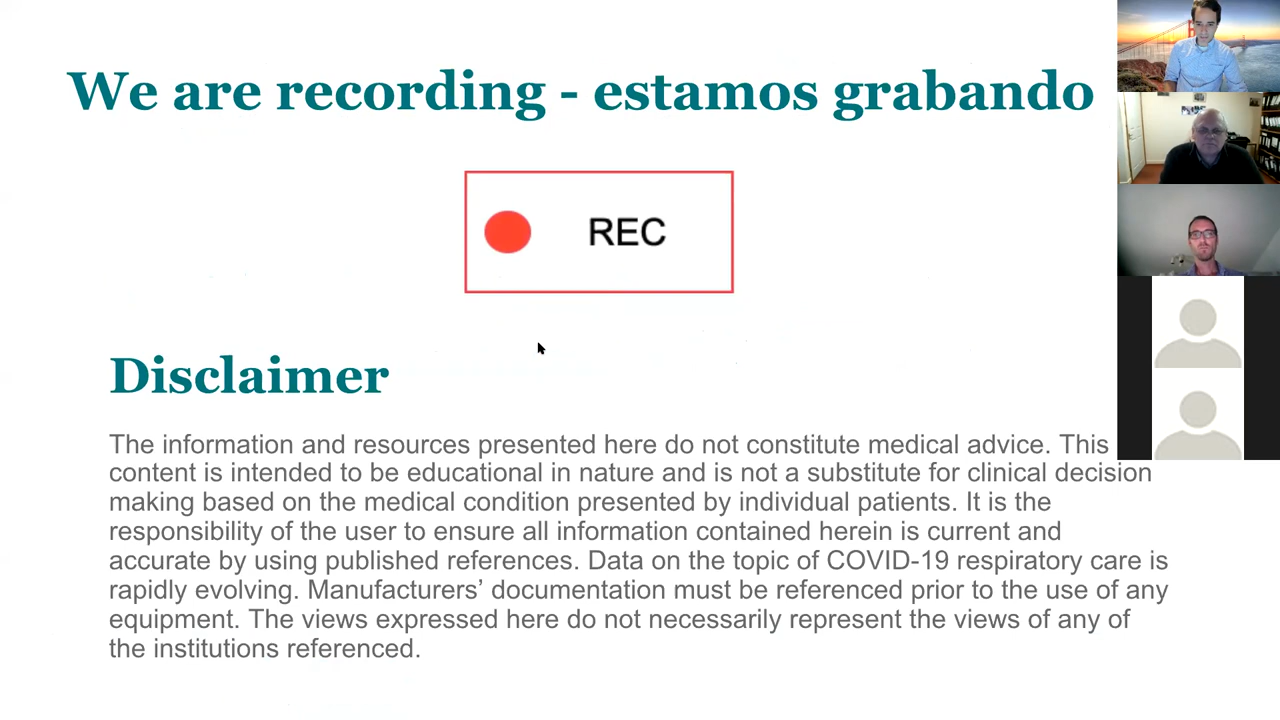 We are recording - estamos grabando
REC
Disclaimer
The information and resources presented here do not constitute medical advice. This
content is intended to be educational in nature and is not a substitute for clinical decision
making based on the medical condition presented by individual patients. It is the
responsibility of the user to ensure all information contained herein is current and
accurate by using published references. Data on the topic of COVID-19 respiratory care is
rapidly evolving. Manufacturers’ documentation must be referenced prior to the use of any
equipment. The views expressed here do not necessarily represent the views of any of
the institutions referenced.